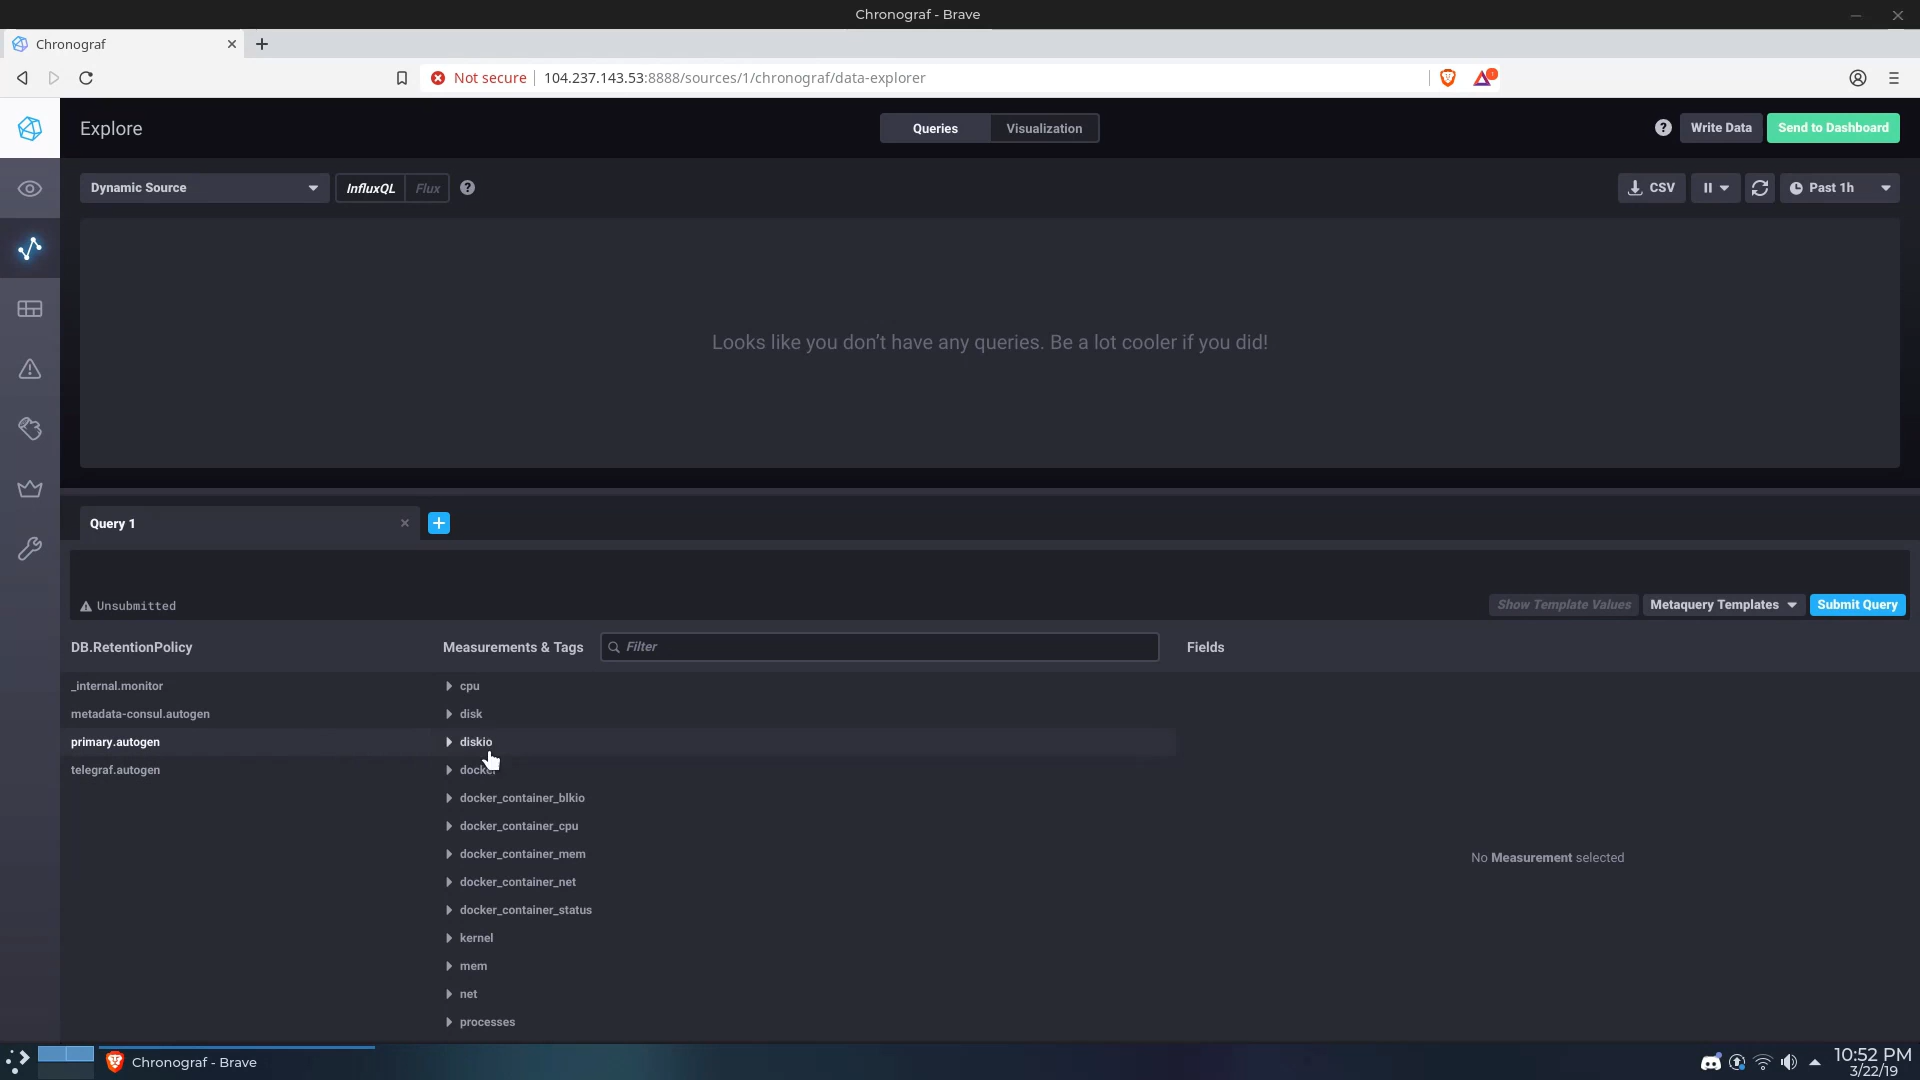 Chronograf - Brave
Chronograf
Not secure 104.237.143.53:8888/sources/1/chronograf/data-explorer
Explore
Queries Visualization
Write Data Send to Dashboard
Dynamic Source InfluxQL Flux
CSV Past 1h
Looks like you don't have any queries. Be a lot cooler if you did!
Query 1
Unsubmitted
Show Template Values Metaquery Templates Submit Query
DB.RetentionPolicy Measurements & Tags Filter Fields
_internal.monitor cpu
metadata-consul.autogen disk
primary.autogen diskio
telegraf.autogen docker
docker_container_blkio
docker_container_cpu
docker_container_mem
No Measurement selected
docker_container_net
docker_container_status
kernel
mem
net
processes
Chronograf - Brave
10:52 PM
3/22/19